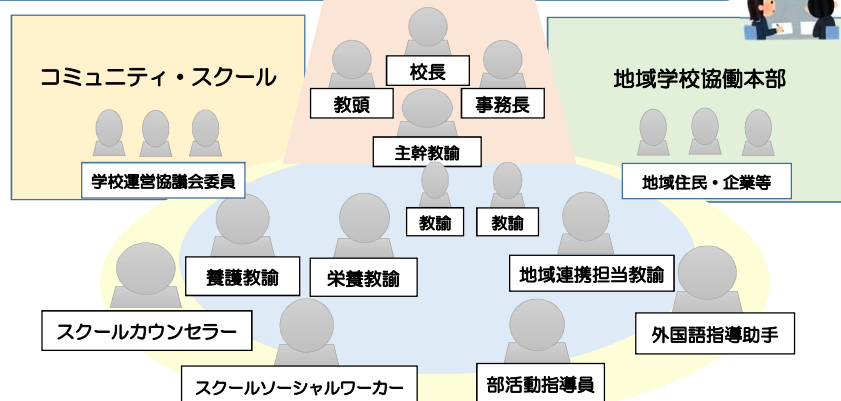 コミュニティ・スクール
校長
地域学校協働本部
教頭
事務長
主幹教諭
学校運営協議会委員
地域住民・企業等
教諭
教諭
養護教諭
栄養教諭
地域連携担当教諭
スクールカウンセラー
外国語指導助手
スクールソーシャルワーカー
部活動指導員